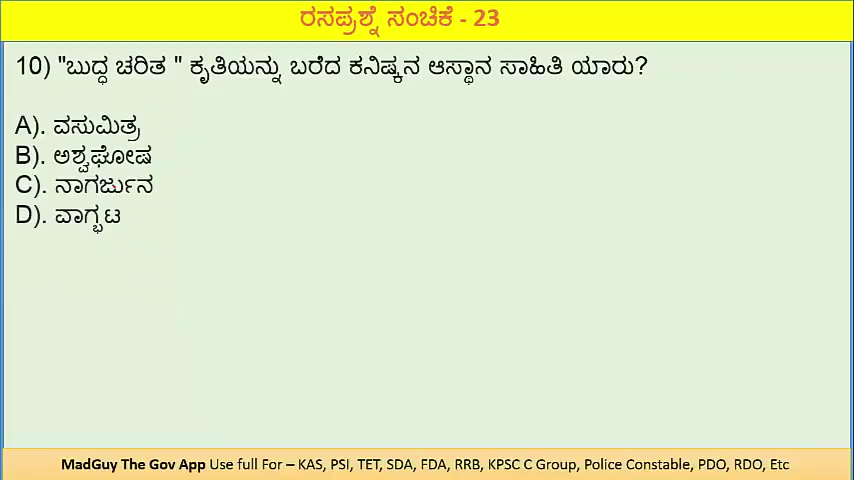 ರಸಪ್ರಶ್ನೆ ಸಂಚಿಕೆ - 23
10) "ಬುದ್ಧ ಚರಿತ " ಕೃತಿಯನ್ನು ಬರೆದ ಕನಿಷ್ಕನ ಆಸ್ಥಾನ ಸಾಹಿತಿ ಯಾರು?
A). ವಸುಮಿತ್ರ
B). ಅಶ್ವಘೋಷ
C). ನಾಗರ್ಜುನ
D). ವಾಗ್ಭಟ
MadGuy The Gov App Use full For – KAS, PSI, TET, SDA, FDA, RRB, KPSC C Group, Police Constable, PDO, RDO, Etc